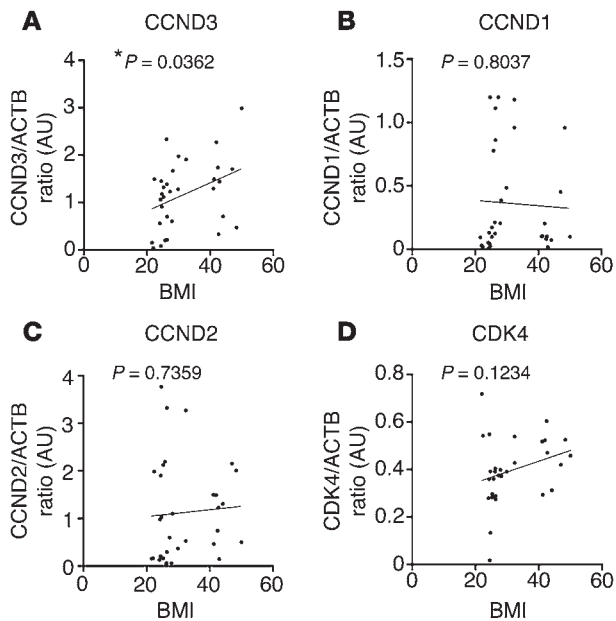 A
CCND3
* P = 0.0362
CCND3/ACTB
ratio (AU)
4
3
2
1
0
0 20 40 60
BMI
B
CCND1
P = 0.8037
CCND1/ACTB
ratio (AU)
1.5
1.0
0.5
0
0 20 40 60
BMI
C
CCND2
P = 0.7359
CCND2/ACTB
ratio (AU)
4
3
2
1
0
0 20 40 60
BMI
D
CDK4
P = 0.1234
CDK4/ACTB
ratio (AU)
0.8
0.6
0.4
0.2
0
0 20 40 60
BMI